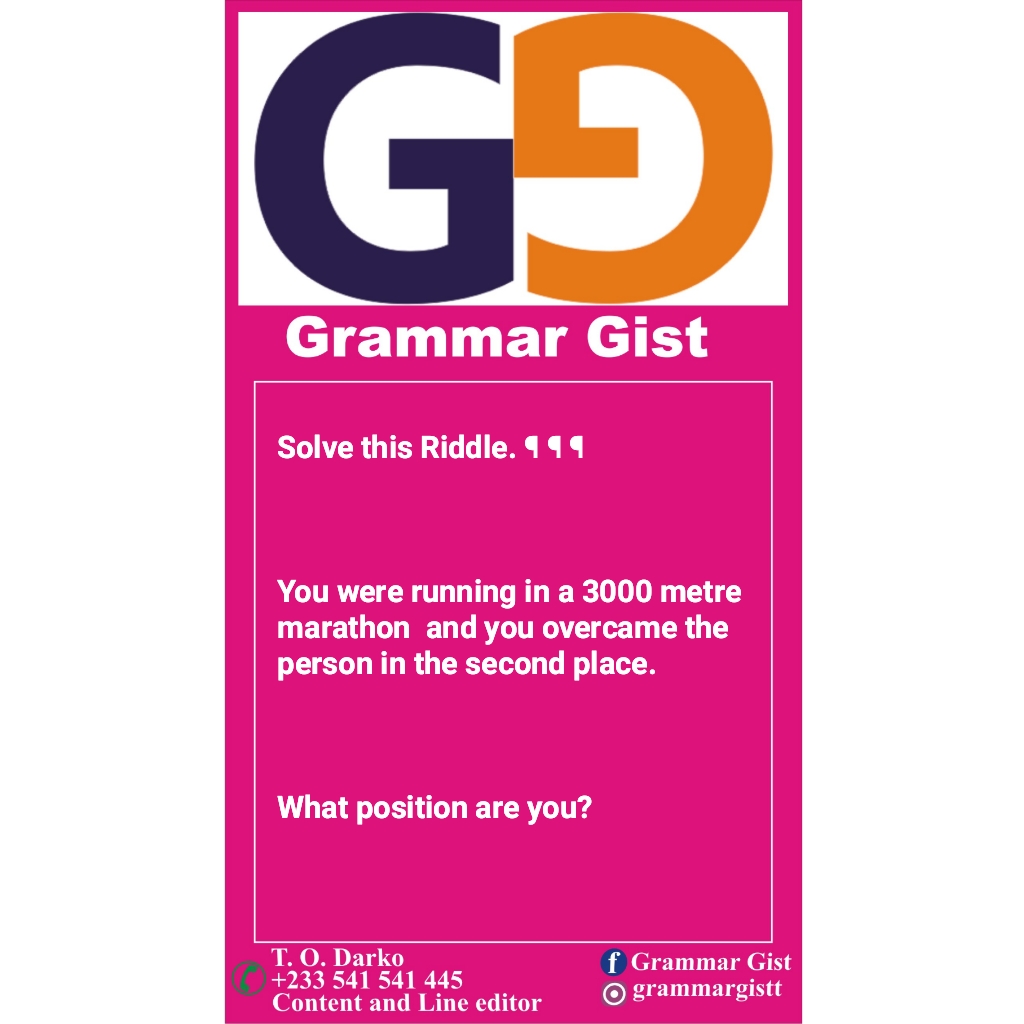 GG
Grammar Gist
Solve this Riddle. ¶ ¶ ¶
You were running in a 3000 metre
marathon  and you overcame the
person in the second place.
What position are you?
T. O. Darko
+233 541 541 445
Content and Line editor
f Grammar Gist
grammargistt